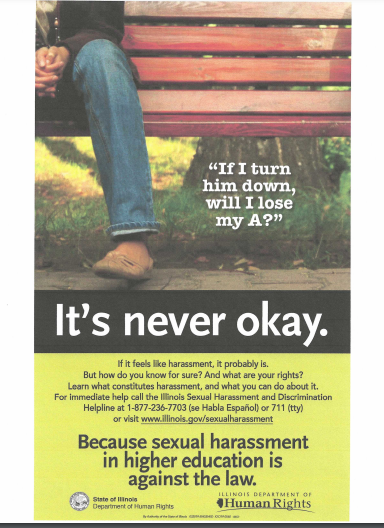 “If I turn
him down,
will I lose
my A?”
It’s never okay.
If it feels like harassment, it probably is.
But how do you know for sure? And what are your rights?
Learn what constitutes harassment, and what you can do about it.
For immediate help call the Illinois Sexual Harassment and Discrimination
Helpline at 1-877-236-7703 (se Habla Español) or 711 (tty)
or visit www.illinois.gov/sexualharassment
Because sexual harassment
in higher education is
against the law.
State of Illinois
Department of Human Rights
ILLINOIS DEPARTMENT OF
Human Rights